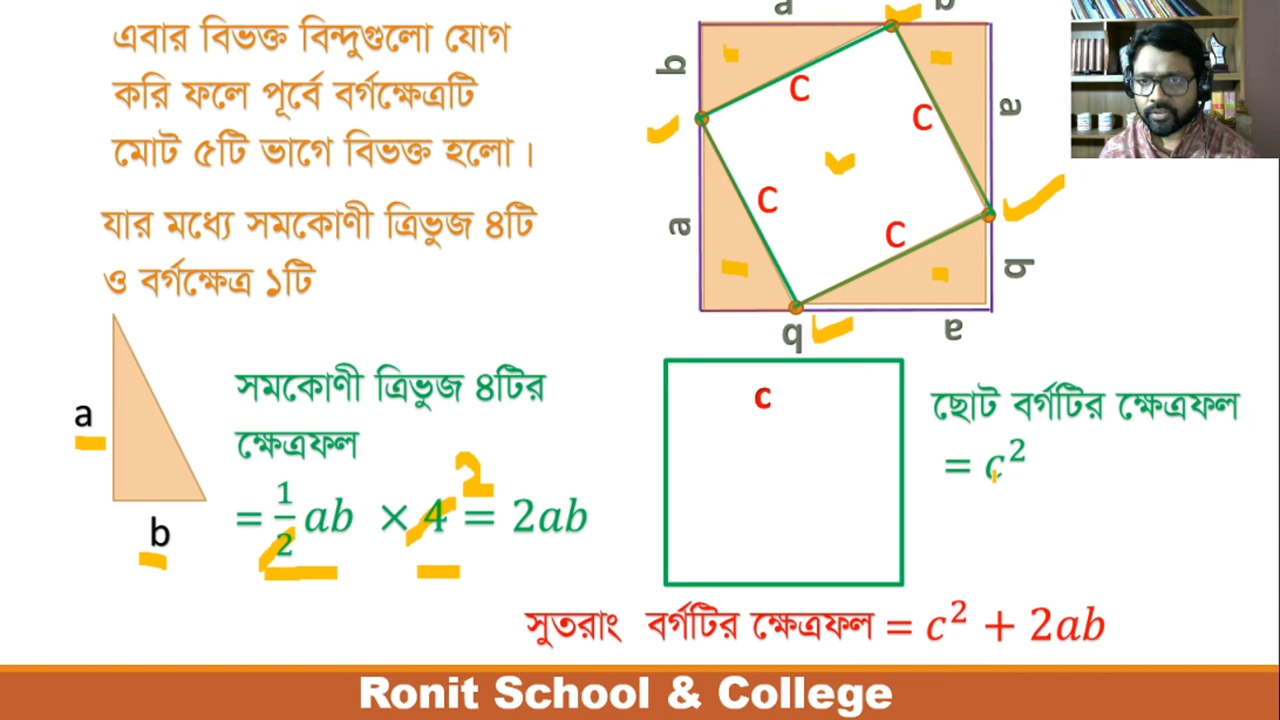 এবার বিভক্ত বিন্দুগুলো যোগ
করি ফলে পূর্বে বর্গক্ষেত্রটি
মোট ৫টি ভাগে বিভক্ত হলো।
যার মধ্যে সমকোণী ত্রিভুজ ৪টি
ও বর্গক্ষেত্র ১টি
a
b
b
C
C
a
C
a
C
b
b
a
a
b
সমকোণী ত্রিভুজ ৪টির
ক্ষেত্রফল
2
= 1/2 ab × 4 = 2ab
c
ছোট বর্গটির ক্ষেত্রফল
= c²
সুতরাং বর্গটির ক্ষেত্রফল = c² + 2ab
Ronit School & College